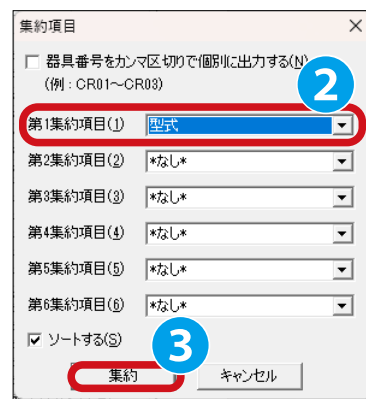 集約項目
器具番号をカンマ区切りで個別に出力する(N)
(例 : CR01～CR03)
2
第1集約項目(1) 型式
第2集約項目(2) *なし*
第3集約項目(3) *なし*
第4集約項目(4) *なし*
第5集約項目(5) *なし*
第6集約項目(6) *なし*
ソートする(S)
3
集約 キャンセル